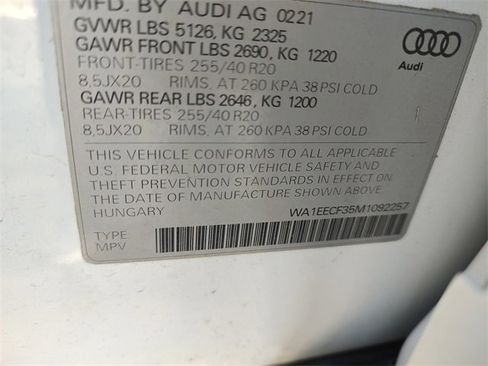 MFD. BY AUDI AG 0221
GVWR LBS 5126, KG 2325
GAWR FRONT LBS 2690, KG 1220
FRONT-TIRES 255/40 R20
8,5JX20 RIMS, AT 260 KPA 38 PSI COLD
GAWR REAR LBS 2646, KG 1200
REAR-TIRES 255/40 R20
8,5JX20 RIMS, AT 260 KPA 38 PSI COLD
Audi
THIS VEHICLE CONFORMS TO ALL APPLICABLE
U.S. FEDERAL MOTOR VEHICLE SAFETY AND
THEFT PREVENTION STANDARDS IN EFFECT ON
THE DATE OF MANUFACTURE SHOWN ABOVE.
HUNGARY
WA1EECF35M1092257
TYPE
MPV